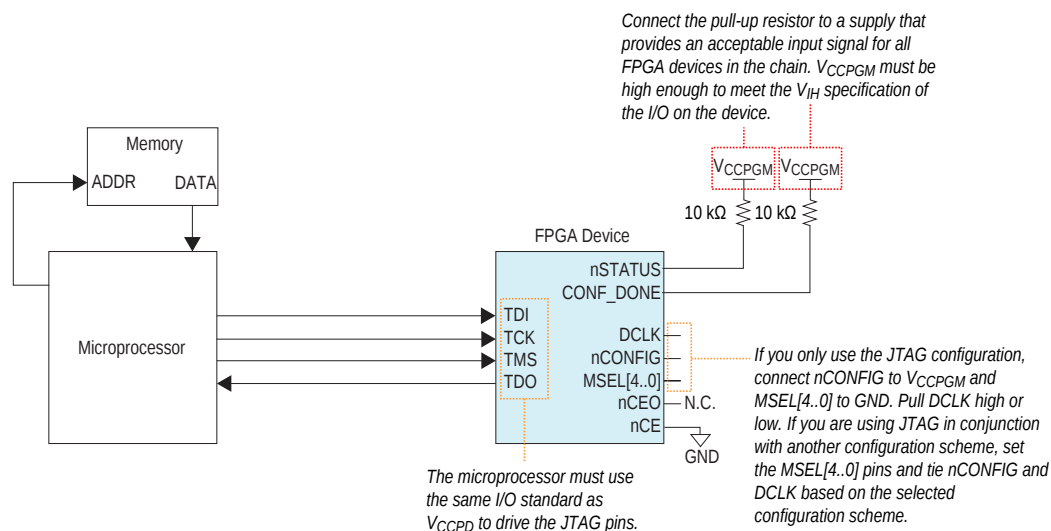 Connect the pull-up resistor to a supply that
provides an acceptable input signal for all
FPGA devices in the chain. VCCPGM must be
high enough to meet the VIH specification of
the I/O on the device.
Memory
ADDR DATA
VCCPGM VCCPGM
10 kΩ 10 kΩ
FPGA Device
nSTATUS
CONF_DONE
TDI
TCK
TMS
TDO
DCLK
nCONFIG
MSEL[4..0]
nCEO N.C.
nCE
GND
Microprocessor
If you only use the JTAG configuration,
connect nCONFIG to VCCPGM and
MSEL[4..0] to GND. Pull DCLK high or
low. If you are using JTAG in conjunction
with another configuration scheme, set
the MSEL[4..0] pins and tie nCONFIG and
DCLK based on the selected
configuration scheme.
The microprocessor must use
the same I/O standard as
VCCPD to drive the JTAG pins.